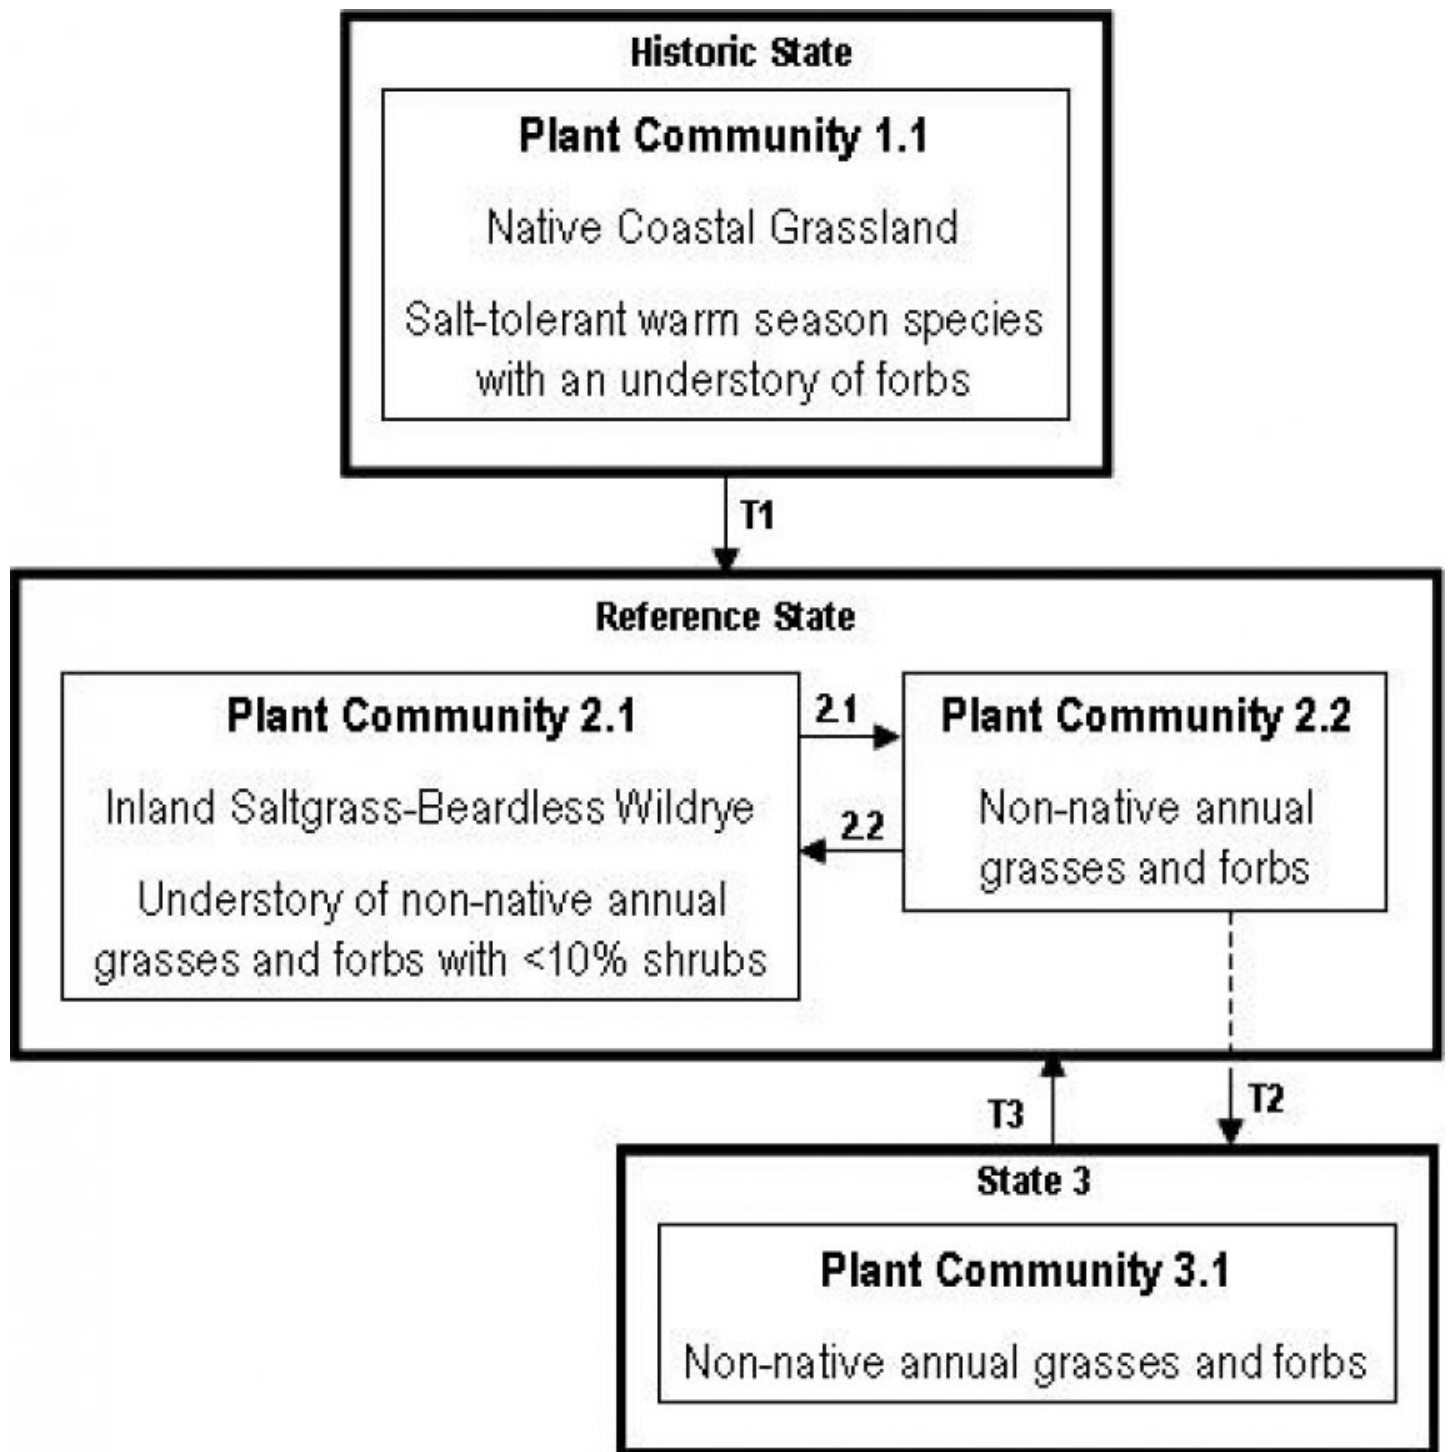 Historic State
Plant Community 1.1
Native Coastal Grassland
Salt-tolerant warm season species
with an understory of forbs
T1
Reference State
Plant Community 2.1
Inland Saltgrass-Beardless Wildrye
Understory of non-native annual
grasses and forbs with <10% shrubs
2.1
2.2
Plant Community 2.2
Non-native annual
grasses and forbs
T3
T2
State 3
Plant Community 3.1
Non-native annual grasses and forbs